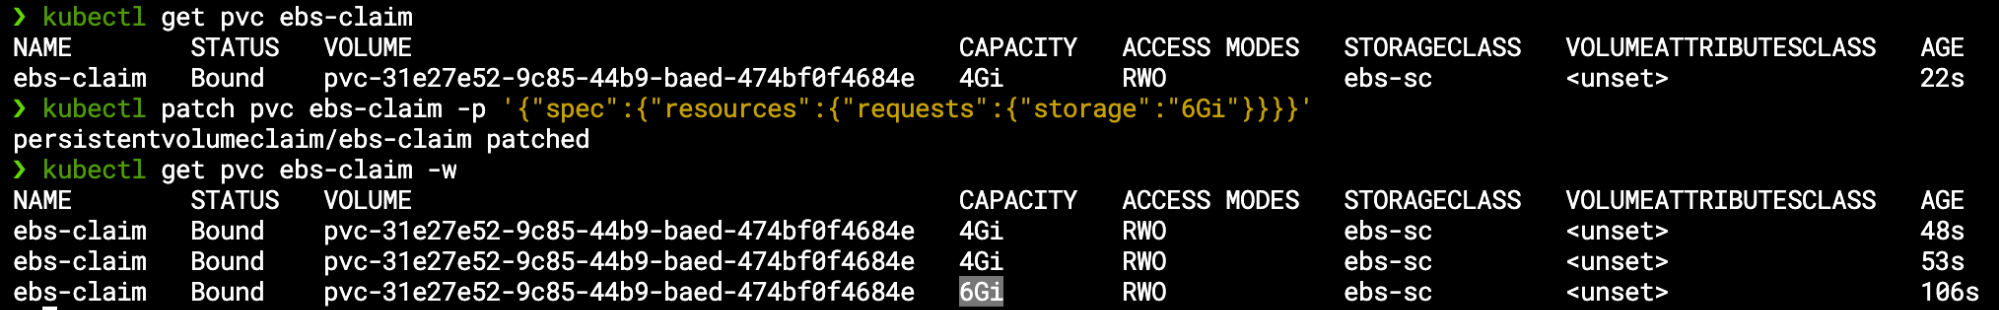 ❯ kubectl get pvc ebs-claim
NAME        STATUS   VOLUME                                     CAPACITY   ACCESS MODES   STORAGECLASS   VOLUMEATTRIBUTESCLASS   AGE
ebs-claim   Bound    pvc-31e27e52-9c85-44b9-baed-474bf0f4684e   4Gi        RWO            ebs-sc         <unset>                 22s
❯ kubectl patch pvc ebs-claim -p '{"spec":{"resources":{"requests":{"storage":"6Gi"}}}}'
persistentvolumeclaim/ebs-claim patched
❯ kubectl get pvc ebs-claim -w
NAME        STATUS   VOLUME                                     CAPACITY   ACCESS MODES   STORAGECLASS   VOLUMEATTRIBUTESCLASS   AGE
ebs-claim   Bound    pvc-31e27e52-9c85-44b9-baed-474bf0f4684e   4Gi        RWO            ebs-sc         <unset>                 48s
ebs-claim   Bound    pvc-31e27e52-9c85-44b9-baed-474bf0f4684e   4Gi        RWO            ebs-sc         <unset>                 53s
ebs-claim   Bound    pvc-31e27e52-9c85-44b9-baed-474bf0f4684e   6Gi        RWO            ebs-sc         <unset>                 106s